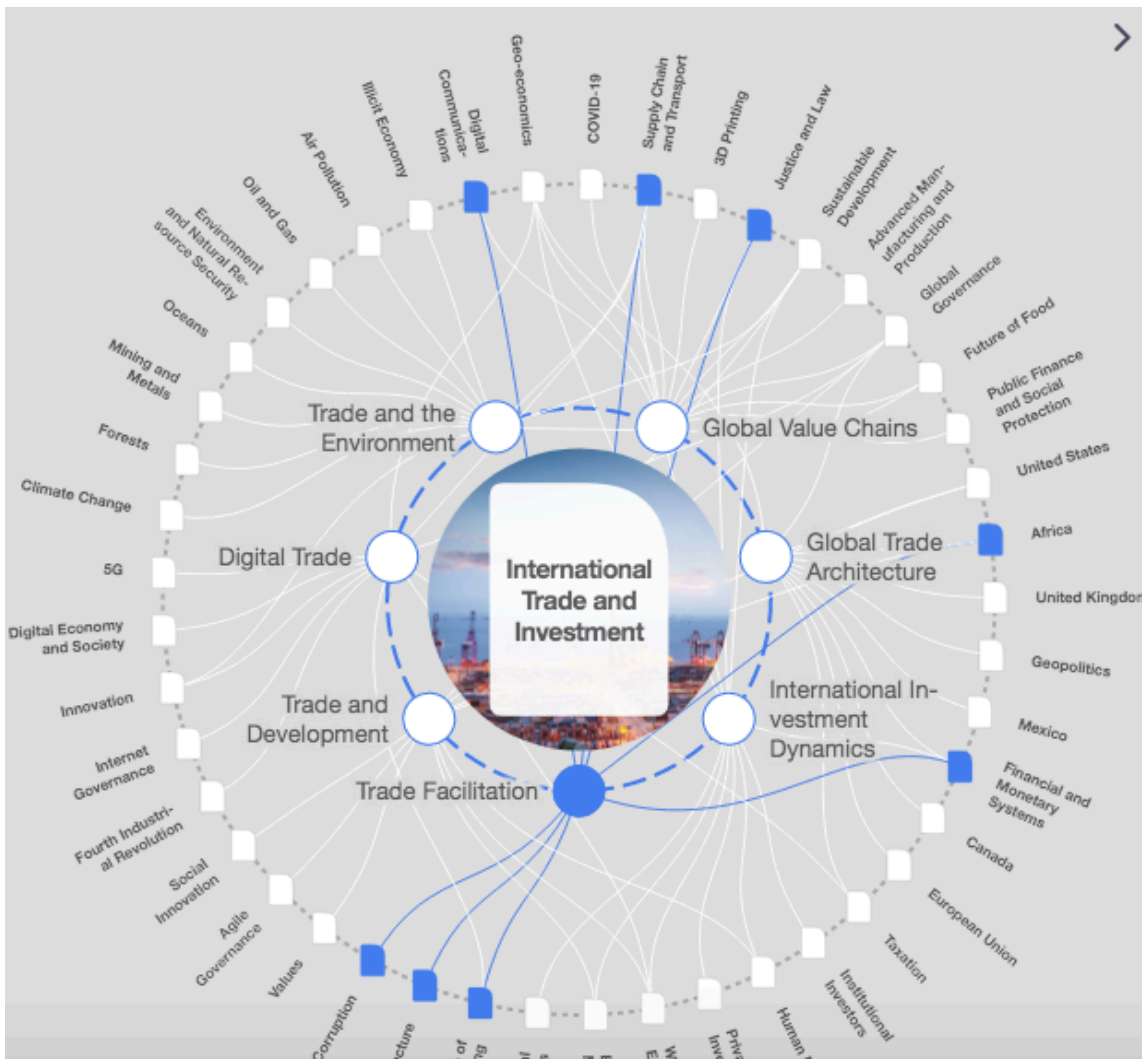 Geo-economics
COVID-19
Supply Chain
and Transport
3D Printing
Justice and Law
Sustainable
Development
Advanced Man-
ufacturing and
Production
Global
Governance
Future of Food
Public Finance
and Social
Protection
United States
Africa
United Kingdom
Geopolitics
Mexico
Financial and
Monetary
Systems
Canada
European Union
Taxation
Institutional
Investors
Human
Corruption
Values
Agile
Governance
Social
Innovation
Fourth Industri-
al Revolution
Internet
Governance
Innovation
Digital Economy
and Society
5G
Climate Change
Forests
Mining and
Metals
Oceans
Environment
and Natural Re-
source Security
Oil and Gas
Air Pollution
Illicit Economy
Digital
Communica-
tions
Trade and the
Environment
Global Value Chains
Digital Trade
Global Trade
Architecture
Trade and
Development
International In-
vestment
Dynamics
Trade Facilitation
International
Trade and
Investment